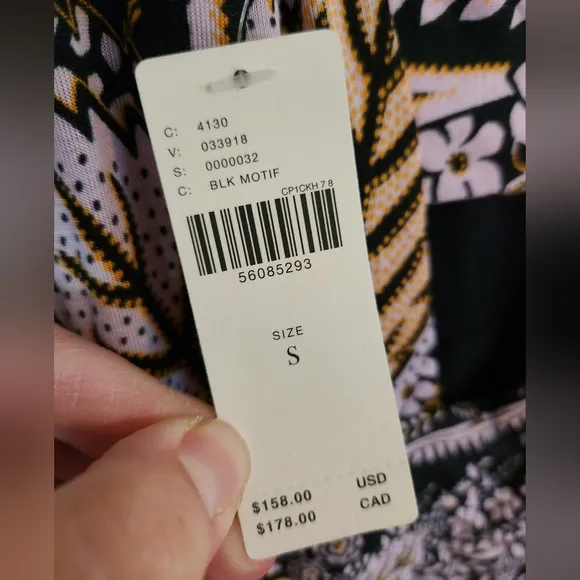 C: 4130
V: 033918
S: 0000032
C: BLK MOTIF
CP1CKH 7 8
56085293
SIZE
S
$158.00 USD
$178.00 CAD